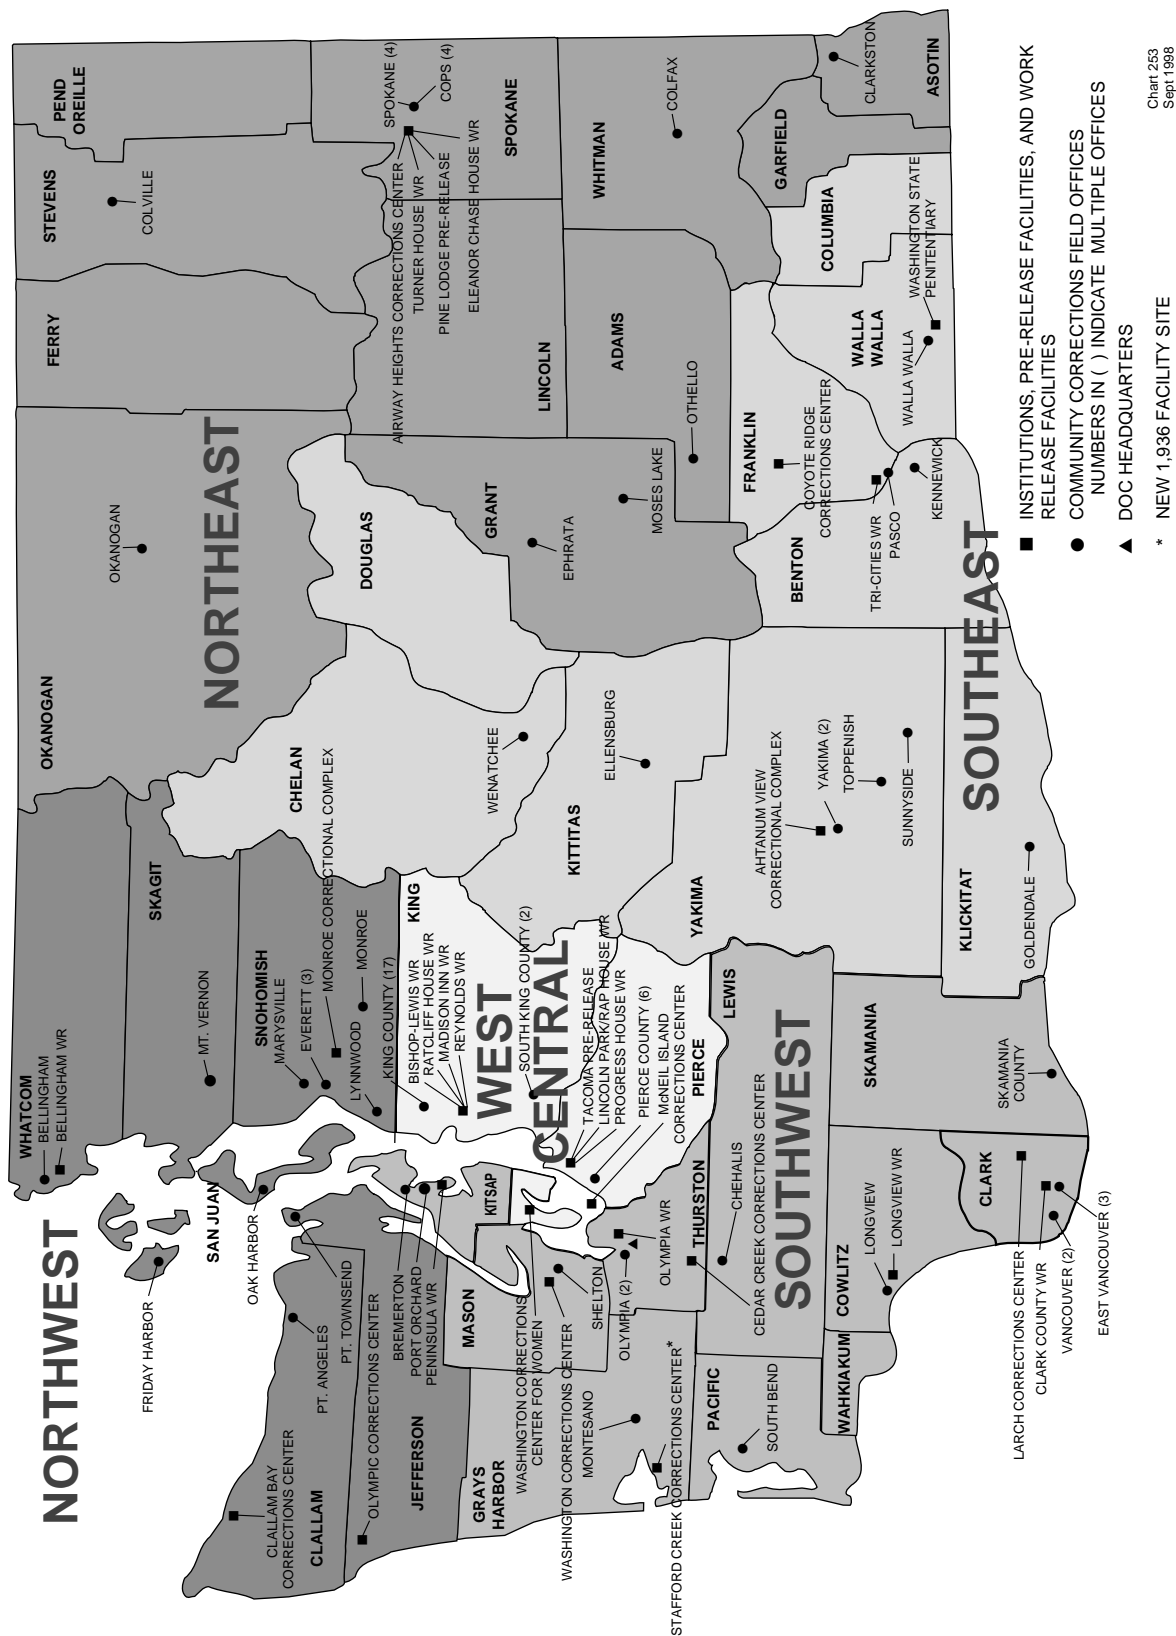 NORTHWEST
NORTHEAST
WEST
CENTRAL
SOUTHWEST
SOUTHEAST
WHATCOM
BELLINGHAM
BELLINGHAM WR
SKAGIT
MT. VERNON
SAN JUAN
FRIDAY HARBOR
OAK HARBOR
SNOHOMISH
MARYSVILLE
EVERETT (3)
MONROE CORRECTIONAL COMPLEX
LYNNWOOD
MONROE
CLALLAM BAY
CORRECTIONS CENTER
CLALLAM
PT. ANGELES
PT. TOWNSEND
OLYMPIC CORRECTIONS CENTER
JEFFERSON
BREMERTON
PORT ORCHARD
PENINSULA WR
KITSAP
KING
KING COUNTY (17)
BISHOP-LEWIS WR
RATCLIFF HOUSE WR
MADISON INN WR
REYNOLDS WR
SOUTH KING COUNTY (2)
TACOMA PRE-RELEASE
LINCOLN PARK/RAP HOUSE WR
PROGRESS HOUSE WR
PIERCE COUNTY (6)
McNEIL ISLAND
CORRECTIONS CENTER
PIERCE
MASON
WASHINGTON CORRECTIONS
CENTER FOR WOMEN
WASHINGTON CORRECTIONS CENTER
SHELTON
GRAYS
HARBOR
MONTESANO
STAFFORD CREEK CORRECTIONS CENTER*
OLYMPIA (2)
OLYMPIA WR
THURSTON
CEDAR CREEK CORRECTIONS CENTER
LEWIS
CHEHALIS
PACIFIC
SOUTH BEND
WAHKIAKUM
COWLITZ
LONGVIEW
LONGVIEW WR
SKAMANIA
SKAMANIA
COUNTY
CLARK
LARCH CORRECTIONS CENTER
CLARK COUNTY WR
VANCOUVER (2)
EAST VANCOUVER (3)
OKANOGAN
OKANOGAN
FERRY
STEVENS
COLVILLE
PEND
OREILLE
CHELAN
WENATCHEE
DOUGLAS
GRANT
EPHRATA
MOSES LAKE
LINCOLN
SPOKANE
SPOKANE (4)
COPS (4)
AIRWAY HEIGHTS CORRECTIONS CENTER
TURNER HOUSE WR
PINE LODGE PRE-RELEASE
ELEANOR CHASE HOUSE WR
ADAMS
OTHELLO
WHITMAN
COLFAX
KITTITAS
ELLENSBURG
YAKIMA
AHTANUM VIEW
CORRECTIONAL COMPLEX
YAKIMA (2)
TOPPENISH
SUNNYSIDE
KLICKITAT
GOLDENDALE
BENTON
TRI-CITIES WR
PASCO
KENNEWICK
FRANKLIN
COYOTE RIDGE
CORRECTIONS CENTER
WALLA
WALLA
WALLA WALLA
WASHINGTON STATE
PENITENTIARY
COLUMBIA
GARFIELD
ASOTIN
CLARKSTON
INSTITUTIONS, PRE-RELEASE FACILITIES, AND WORK
RELEASE FACILITIES
COMMUNITY CORRECTIONS FIELD OFFICES
NUMBERS IN ( ) INDICATE MULTIPLE OFFICES
DOC HEADQUARTERS
* NEW 1,936 FACILITY SITE
Chart 253
Sept 1998